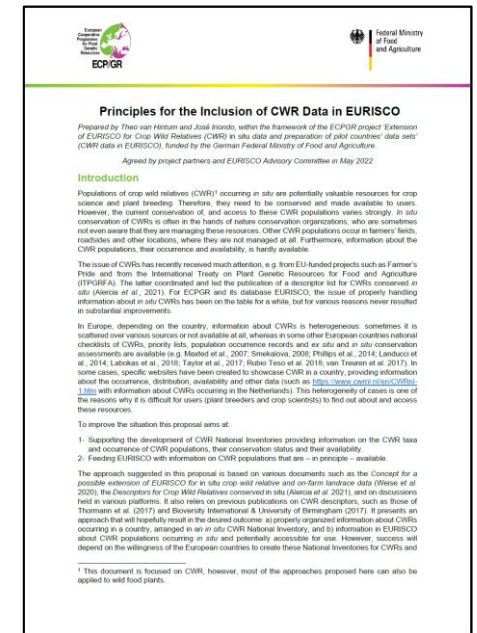 European
Cooperative
Programme
for Plant
Genetic
Resources
ECP/GR
Federal Ministry
of Food
and Agriculture
Principles for the Inclusion of CWR Data in EURISCO
Prepared by Theo van Hintum and José Iriondo, within the framework of the ECPGR project 'Extension
of EURISCO for Crop Wild Relatives (CWR) in situ data and preparation of pilot countries' data sets'
(CWR data in EURISCO), funded by the German Federal Ministry of Food and Agriculture.
Agreed by project partners and EURISCO Advisory Committee in May 2022
Introduction
Populations of crop wild relatives (CWR)¹ occurring in situ are potentially valuable resources for crop
science and plant breeding. Therefore, they need to be conserved and made available to users.
However, the current conservation of, and access to these CWR populations varies strongly. In situ
conservation of CWRs is often in the hands of nature conservation organizations, who are sometimes
not even aware that they are managing these resources. Other CWR populations occur in farmers' fields,
roadsides and other locations, where they are not managed at all. Furthermore, information about the
CWR populations, their occurrence and availability, is hardly available.
The issue of CWRs has recently received much attention, e.g. from EU-funded projects such as Farmer's
Pride and from the International Treaty on Plant Genetic Resources for Food and Agriculture
(ITPGRFA). The latter coordinated and led the publication of a descriptor list for CWRs conserved in
situ (Alercia et al., 2021). For ECPGR and its database EURISCO, the issue of properly handling
information about in situ CWRs has been on the table for a while, but for various reasons never resulted
in substantial improvements.
In Europe, depending on the country, information about CWRs is heterogeneous: sometimes it is
scattered over various sources or not available at all, whereas in some other European countries national
checklists of CWRs, priority lists, population occurrence records and ex situ and in situ conservation
assessments are available (e.g. Maxted et al., 2007; Smekalova, 2008; Phillips et al., 2014; Landucci et
al., 2014; Labokas et al., 2018; Taylor et al., 2017; Rubio Teso et al. 2018; van Treuren et al. 2017). In
some cases, specific websites have been created to showcase CWR in a country, providing information
about the occurrence, distribution, availability and other data (such as https://www.cwrnl.nl/en/CWRnl-
1.htm with information about CWRs occurring in the Netherlands). This heterogeneity of cases is one of
the reasons why it is difficult for users (plant breeders and crop scientists) to find out about and access
these resources.
To improve the situation this proposal aims at:
1- Supporting the development of CWR National Inventories providing information on the CWR taxa
and occurrence of CWR populations, their conservation status and their availability.
2- Feeding EURISCO with information on CWR populations that are – in principle – available.
The approach suggested in this proposal is based on various documents such as the Concept for a
possible extension of EURISCO for in situ crop wild relative and on-farm landrace data (Weise et al.
2020), the Descriptors for Crop Wild Relatives conserved in situ (Alercia et al. 2021), and on discussions
held in various platforms. It also relies on previous publications on CWR descriptors, such as those of
Thormann et al. (2017) and Bioversity International & University of Birmingham (2017). It presents an
approach that will hopefully result in the desired outcome: a) properly organized information about CWRs
occurring in a country, arranged in an in situ CWR National Inventory, and b) information in EURISCO
about CWR populations occurring in situ and potentially accessible for use. However, success will
depend on the willingness of the European countries to create these National Inventories for CWRs and
¹ This document is focused on CWR, however, most of the approaches proposed here can also be
applied to wild food plants.